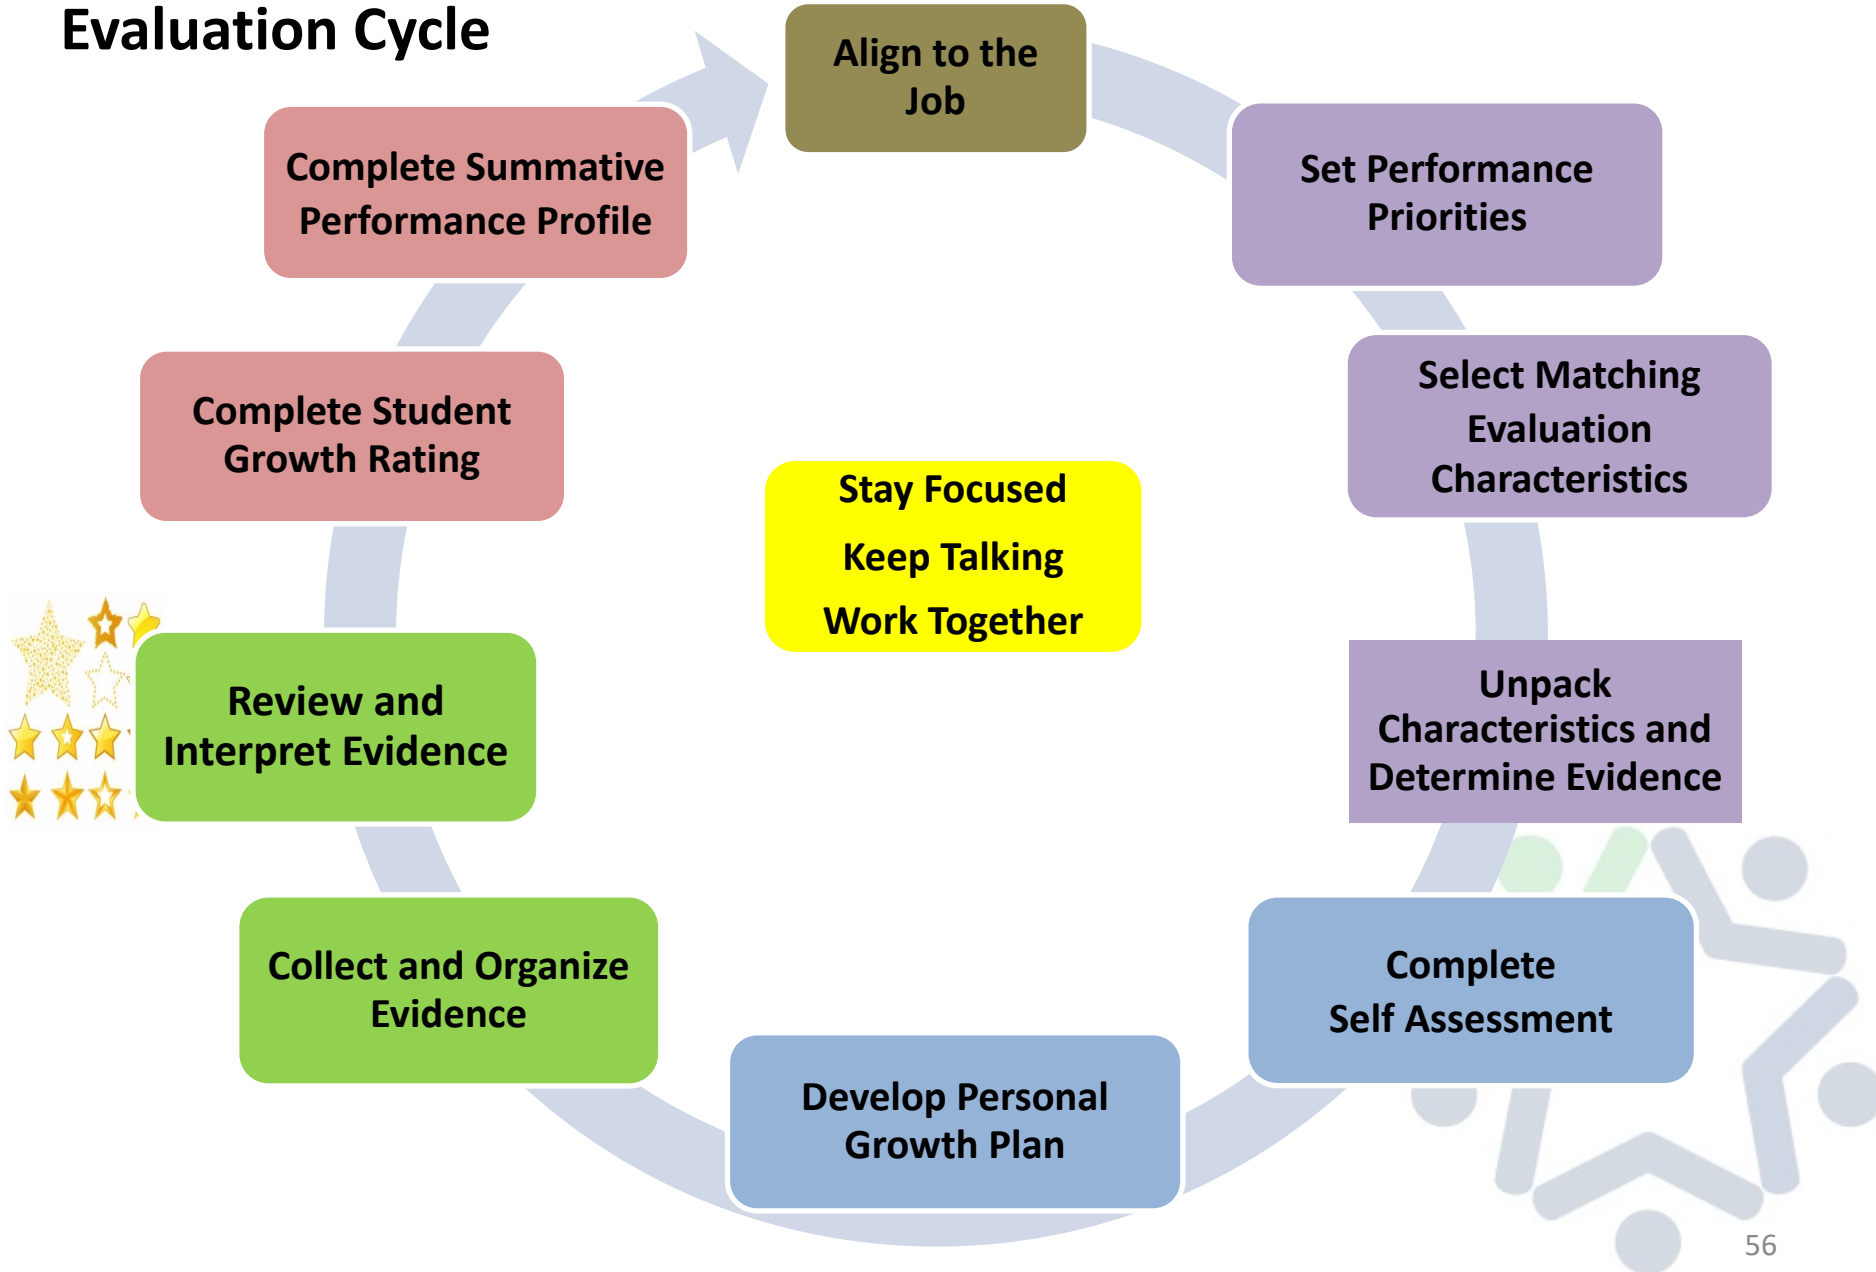 Evaluation Cycle
Align to the
Job
Set Performance
Priorities
Select Matching
Evaluation
Characteristics
Unpack
Characteristics and
Determine Evidence
Complete
Self Assessment
Develop Personal
Growth Plan
Collect and Organize
Evidence
Review and
Interpret Evidence
Complete Student
Growth Rating
Complete Summative
Performance Profile
Stay Focused
Keep Talking
Work Together
56